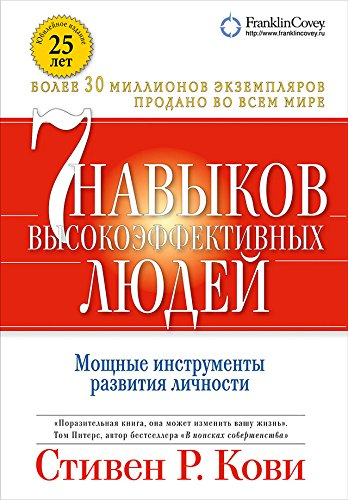 Юбилейное издание
25
ЛЕТ
FranklinCovey
http://www.franklincovey.ru
БОЛЕЕ 30 МИЛЛИОНОВ ЭКЗЕМПЛЯРОВ
ПРОДАНО ВО ВСЕМ МИРЕ
7 НАВЫКОВ
ВЫСОКОЭФФЕКТИВНЫХ
ЛЮДЕЙ
Мощные инструменты
развития личности
«Поразительная книга, она может изменить вашу жизнь».
Том Питерс, автор бестселлера «В поисках совершенства»
Стивен Р. Кови